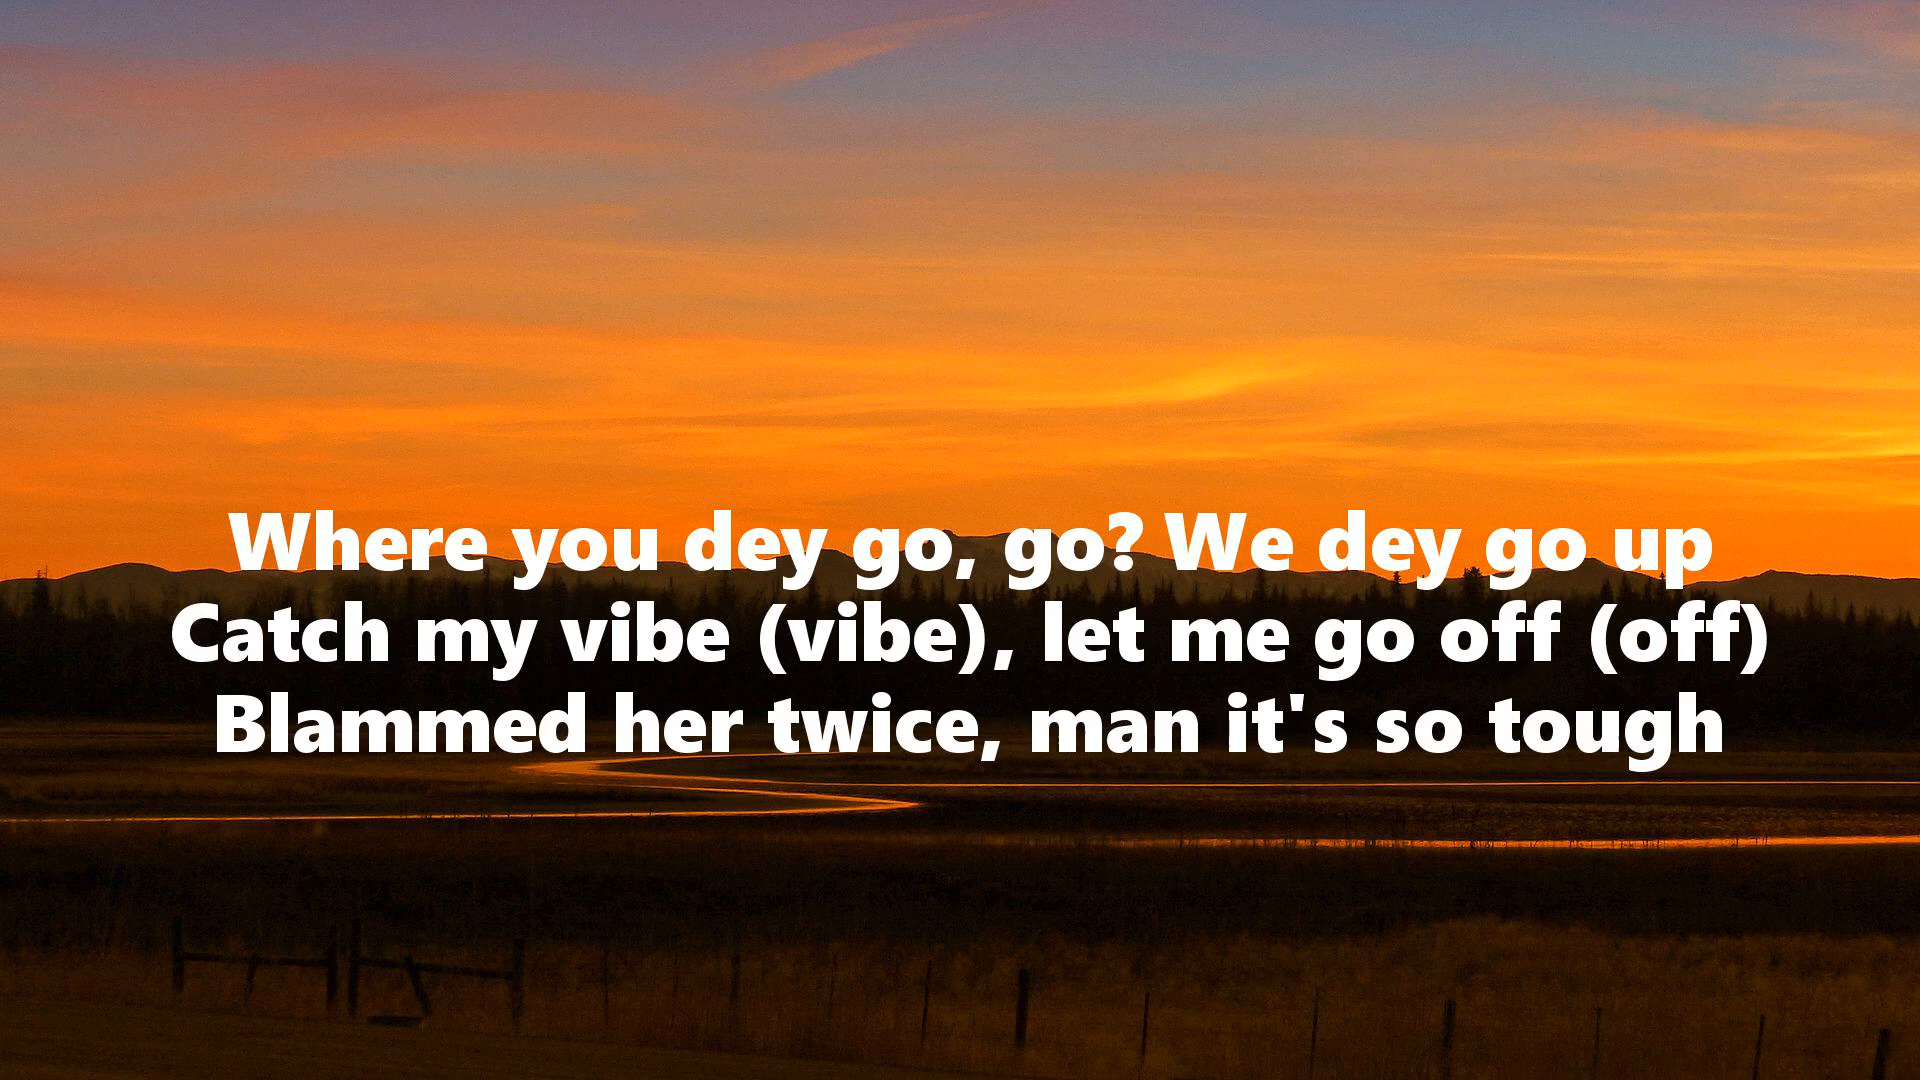 Where you dey go, go? We dey go up
Catch my vibe (vibe), let me go off (off)
Blammed her twice, man it's so tough